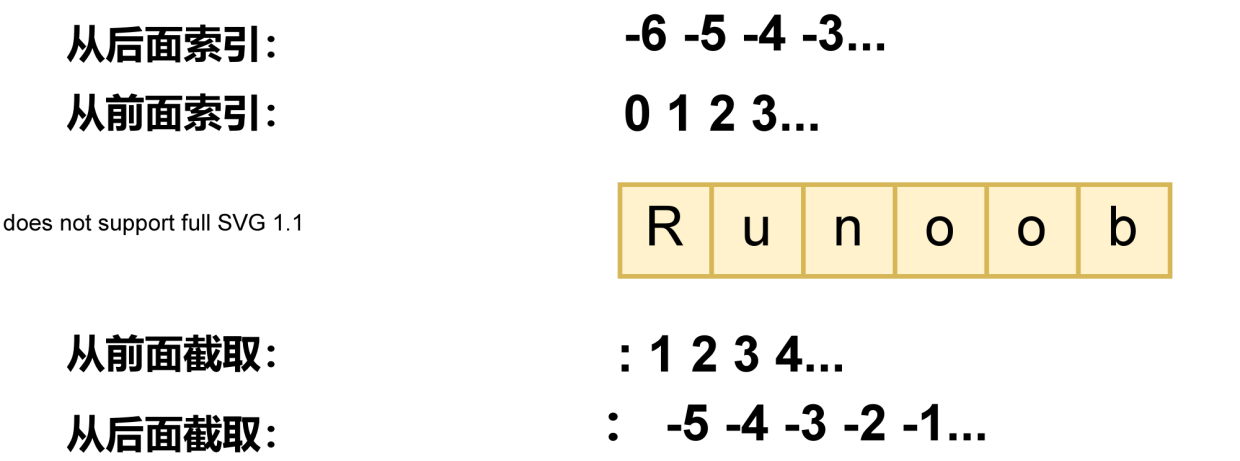 从后面索引： -6 -5 -4 -3...
从前面索引： 0 1 2 3...
does not support full SVG 1.1
R u n o o b
从前面截取： : 1 2 3 4...
从后面截取： : -5 -4 -3 -2 -1...